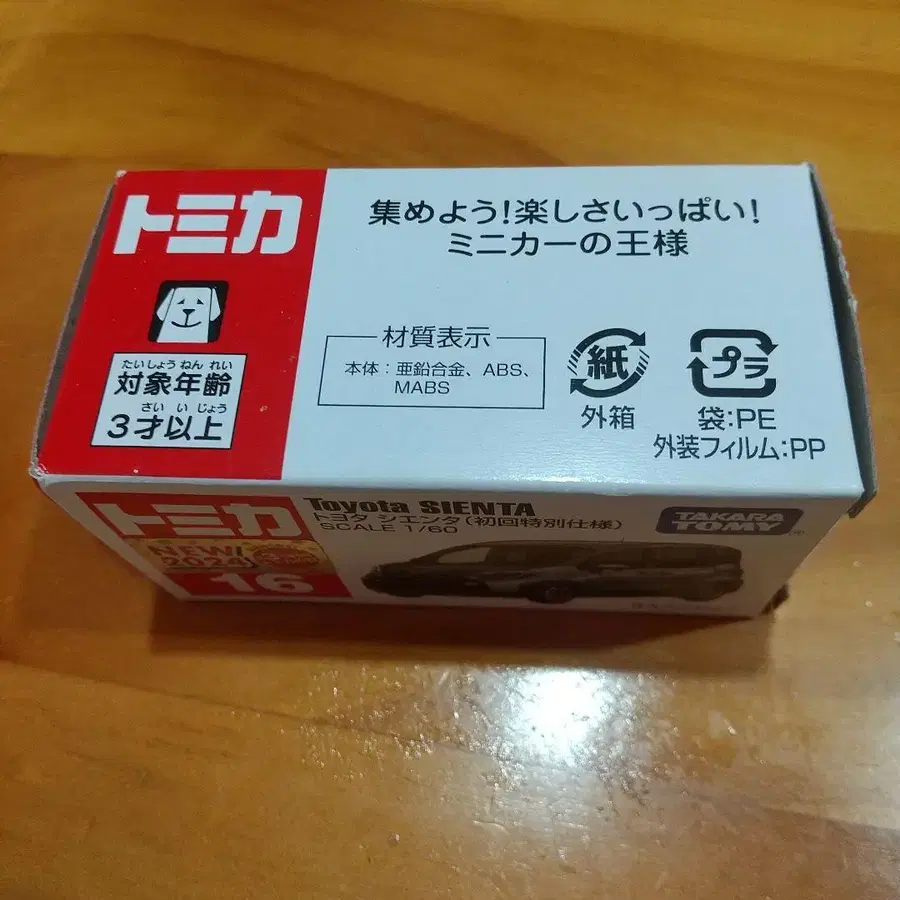 トミカ
集めよう!楽しさいっぱい!
ミニカーの王様
たいしょう ねん れい
対象年齢
さい い じょう
3才以上
材質表示
本体:亜鉛合金、ABS、
MABS
紙
外箱
プラ
袋:PE
外装フィルム:PP
トミカ
NEW!
2024
16
Toyota SIENTA
トヨタ シエンタ(初回特別仕様)
SCALE 1/60
TAKARA
TOMY®